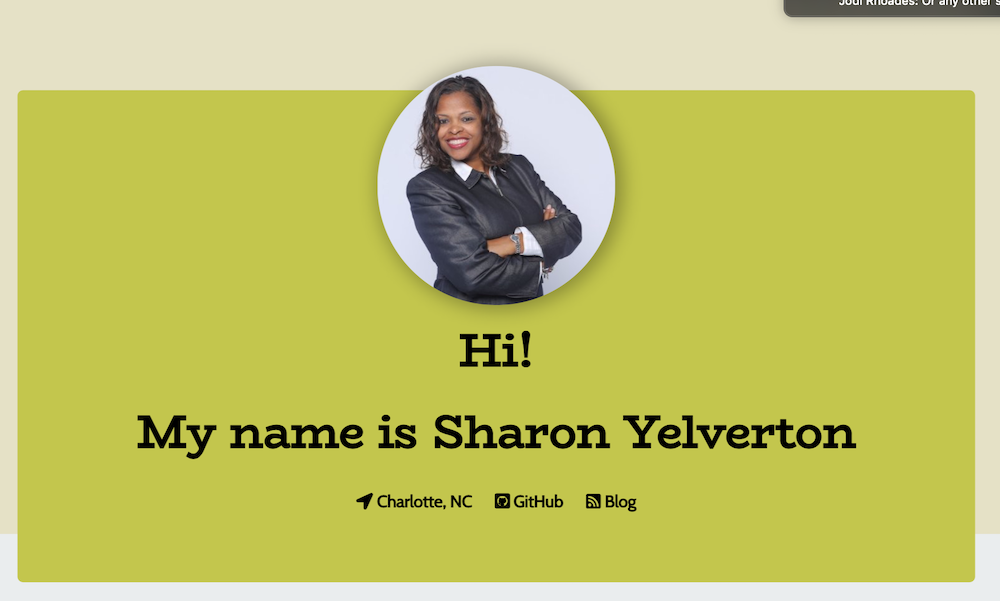 Jodi Rhoades: Or any other s
Hi!
My name is Sharon Yelverton
Charlotte, NC GitHub Blog